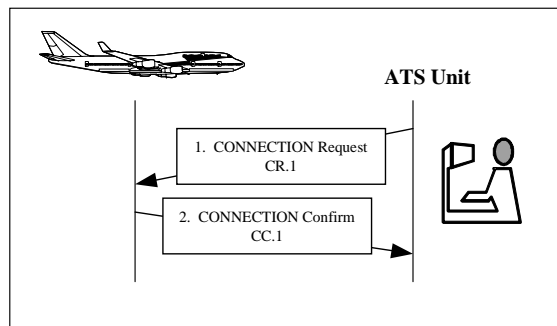 ATS Unit
1. CONNECTION Request
CR.1
2. CONNECTION Confirm
CC.1